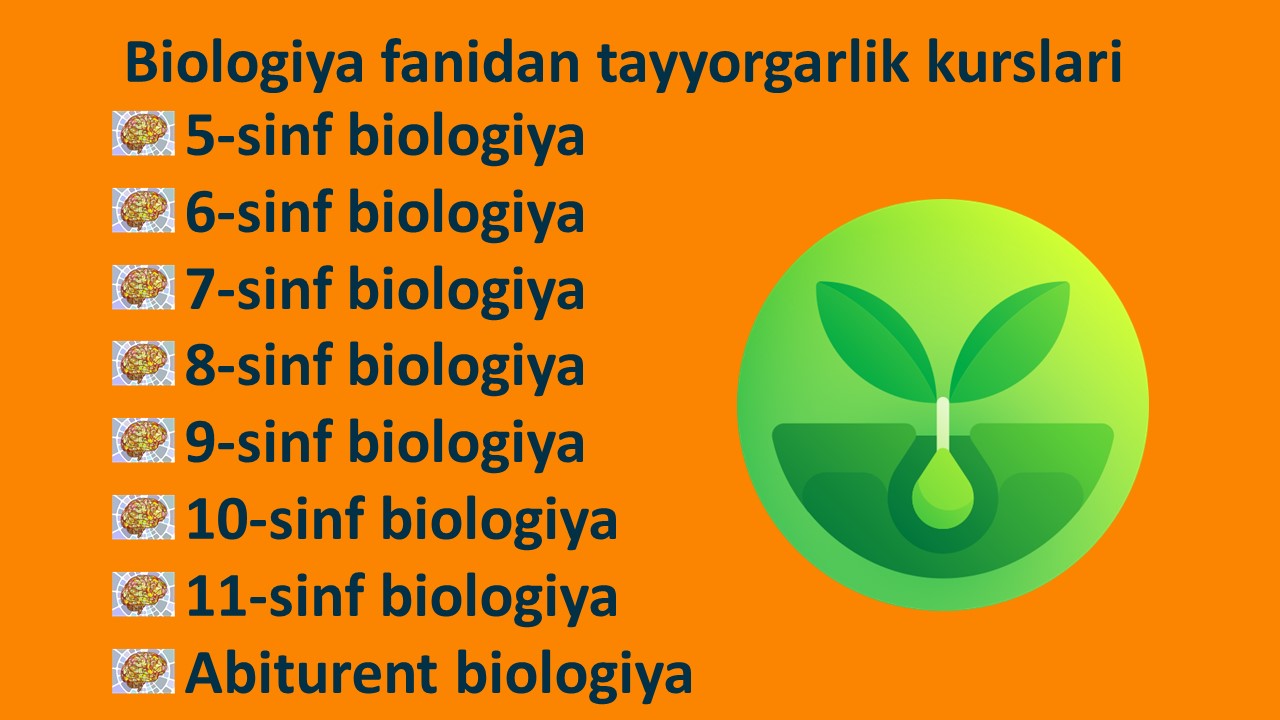 Biologiya fanidan tayyorgarlik kurslari
5-sinf biologiya
6-sinf biologiya
7-sinf biologiya
8-sinf biologiya
9-sinf biologiya
10-sinf biologiya
11-sinf biologiya
Abiturent biologiya